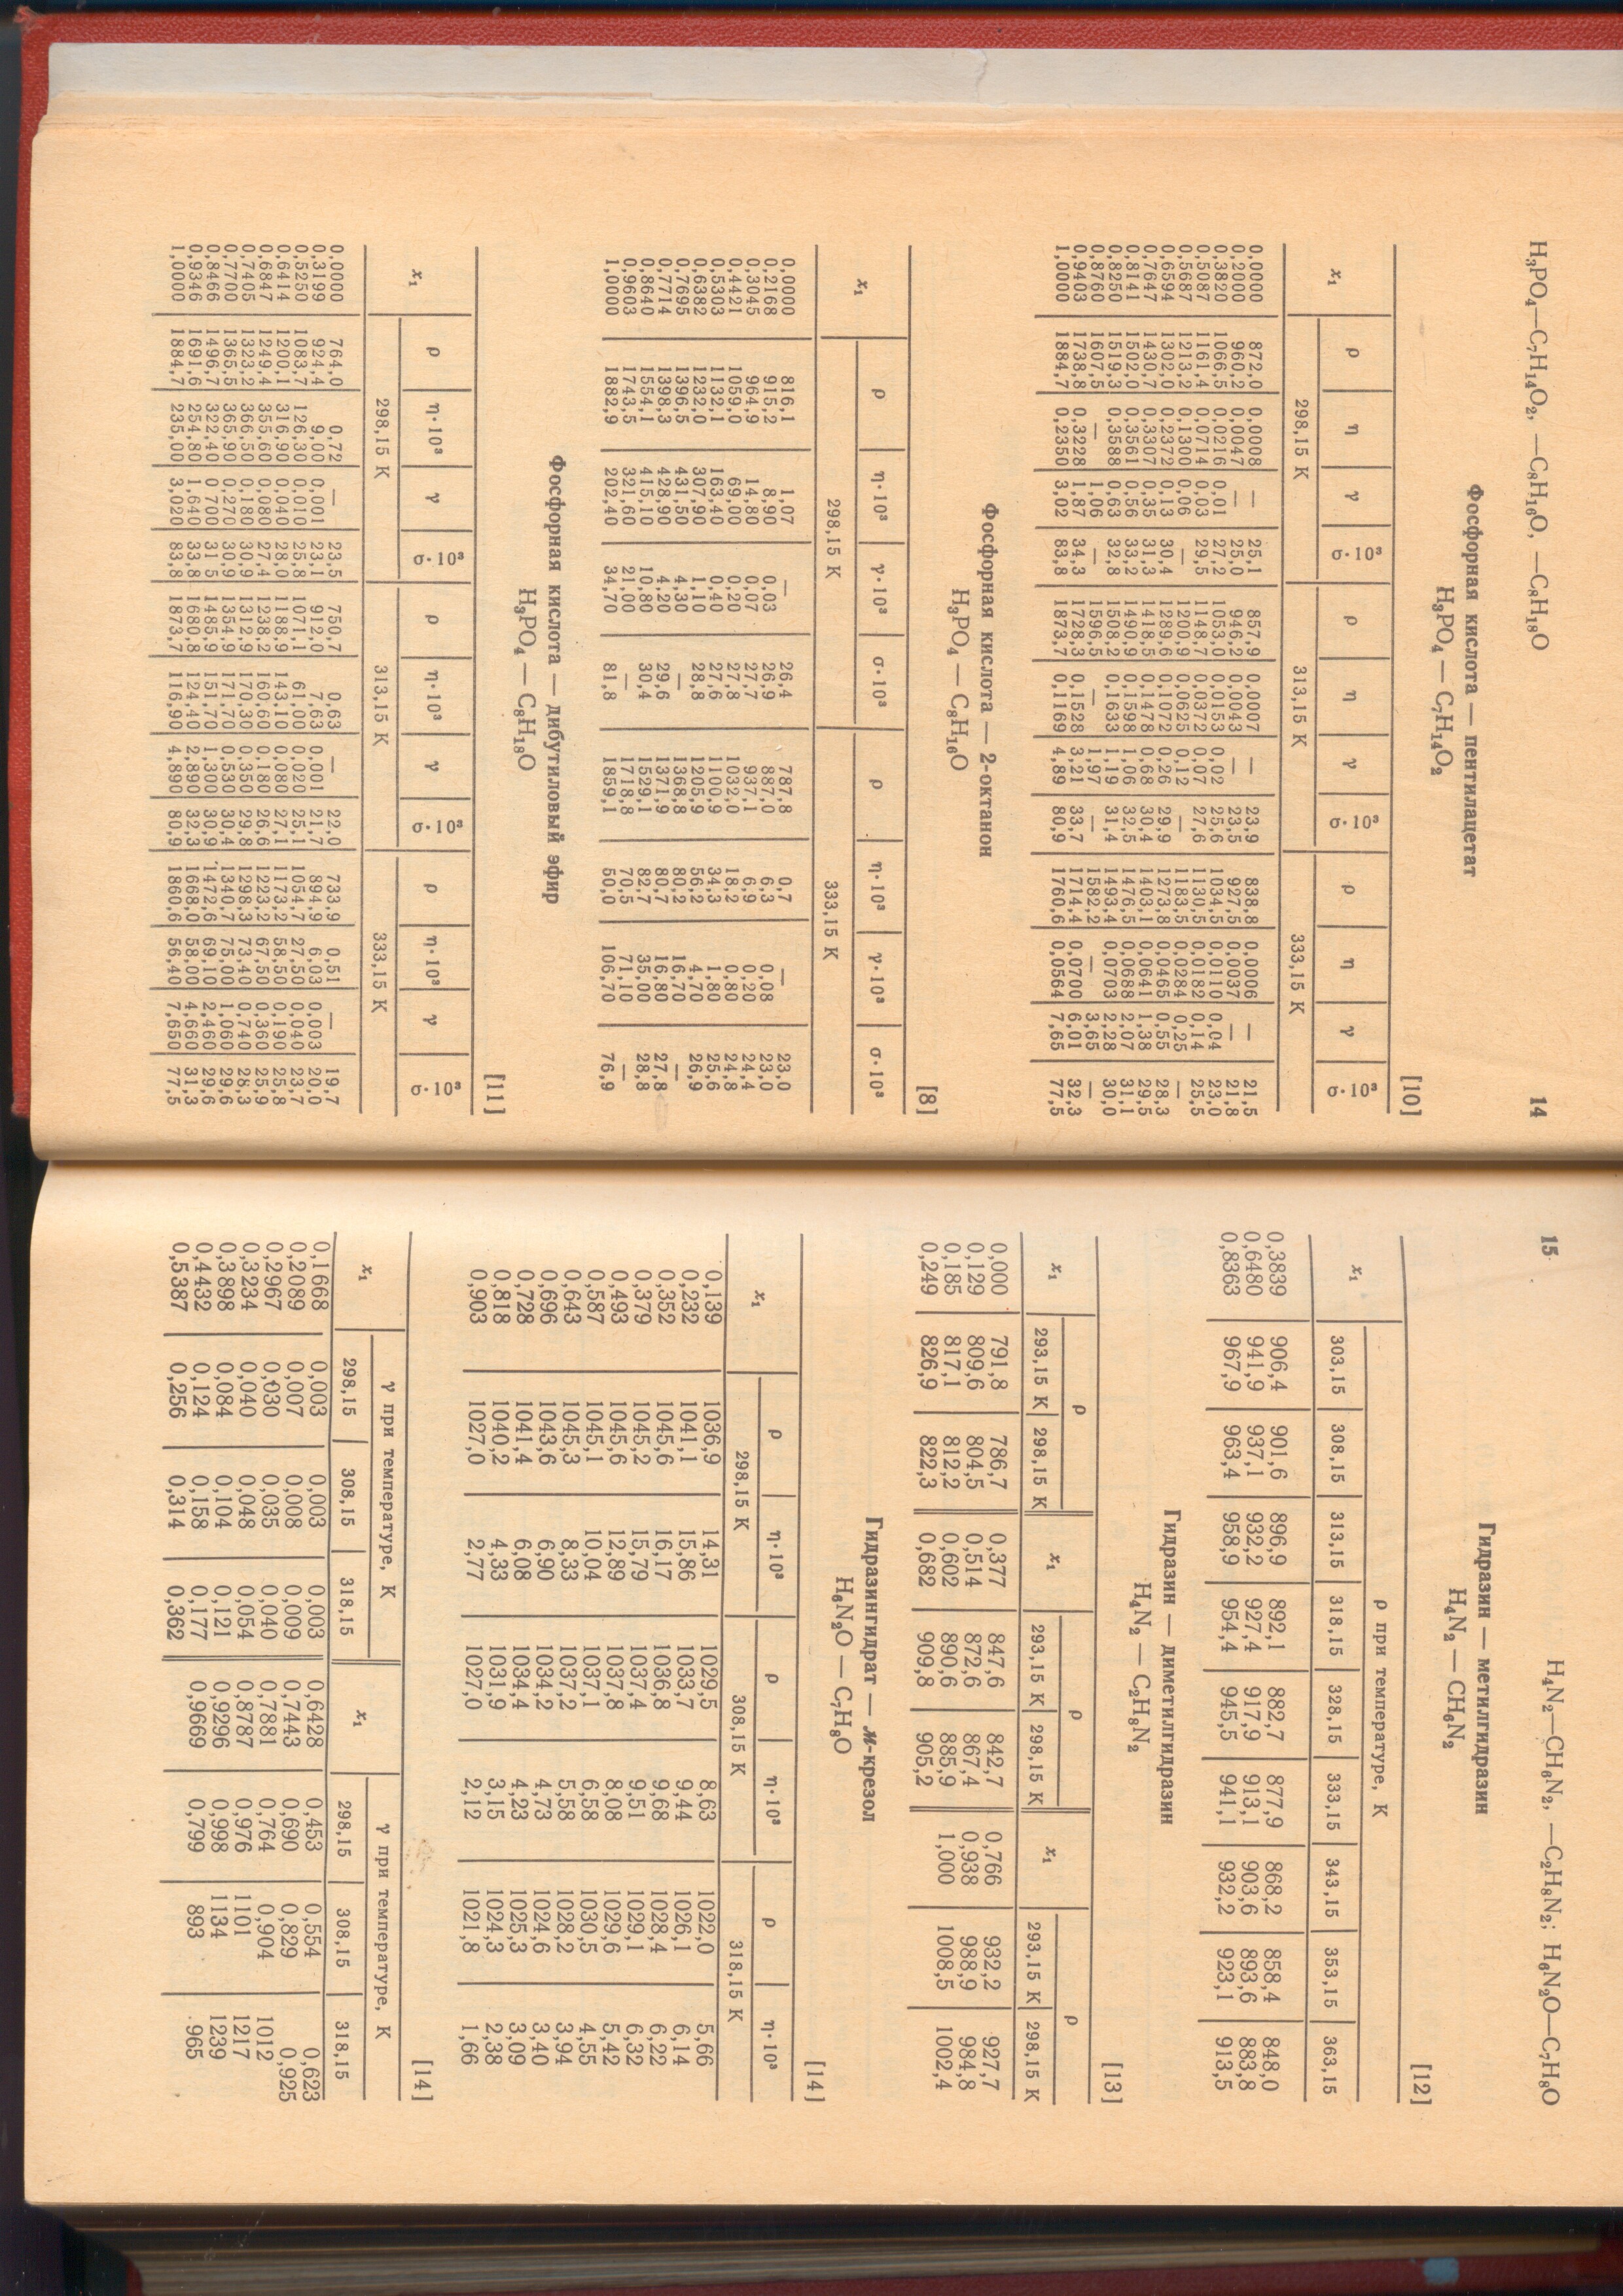 H₃PO₄—C₇H₁₄O₂, —C₈H₁₆O, —C₈H₁₈O 14
Фосфорная кислота — пентилацетат
H₃PO₄ — C₇H₁₄O₂
[10]
x₁ 298,15 К 313,15 К 333,15 К
ρ η γ σ·10³ ρ η γ σ·10³ ρ η γ σ·10³
0,0000 872,0 0,0008 — 25,1 857,9 0,0007 — 23,9 838,8 0,0006 — 21,5
0,2000 960,2 0,0047 — 25,0 946,2 0,0043 — 23,5 927,5 0,0037 — 21,8
0,3820 1066,5 0,0216 0,01 27,2 1053,0 0,0153 0,02 25,6 1034,5 0,0110 0,04 23,0
0,5087 1161,4 0,0714 0,03 29,5 1148,7 0,0372 0,07 27,6 1130,5 0,0182 0,14 25,5
0,5687 1213,2 0,1300 0,06 — 1200,9 0,0625 0,12 — 1183,5 0,0284 0,25 —
0,6594 1302,0 0,2372 0,13 30,4 1289,6 0,1072 0,26 29,9 1273,8 0,0465 0,55 28,3
0,7647 1430,7 0,3307 0,35 31,3 1418,5 0,1478 0,68 30,4 1403,1 0,0641 1,38 29,5
0,8141 1502,0 0,3561 0,56 33,2 1490,9 0,1598 1,06 32,5 1476,5 0,0688 2,07 31,1
0,8250 1519,3 0,3588 0,63 32,8 1508,2 0,1633 1,19 31,4 1493,4 0,0703 2,28 30,0
0,8760 1607,5 — 1,06 — 1596,5 — 1,97 — 1582,2 — 3,65 —
0,9403 1738,8 0,3228 1,87 34,3 1728,3 0,1528 3,21 33,7 1714,4 0,0700 6,01 32,3
1,0000 1884,7 0,2350 3,02 83,8 1873,7 0,1169 4,89 80,9 1760,6 0,0564 7,65 77,5
Фосфорная кислота — 2-октанон
H₃PO₄ — C₈H₁₆O
[8]
x₁ 298,15 К 333,15 К
ρ η·10³ γ·10³ σ·10³ ρ η·10³ γ·10³ σ·10³
0,0000 816,1 1,07 — 26,4 787,8 0,7 — 23,0
0,2168 915,2 8,90 0,03 26,9 887,0 6,3 0,08 23,0
0,3045 964,9 14,80 0,07 27,7 937,1 6,9 0,20 24,4
0,4421 1059,0 69,00 0,20 27,8 1032,0 18,2 0,80 24,8
0,5303 1132,1 163,40 0,40 27,6 1100,9 34,3 1,80 25,6
0,6382 1232,0 307,90 1,10 28,8 1205,9 56,2 4,70 26,9
0,7695 1396,5 431,50 4,30 — 1368,8 80,2 16,70 —
0,7714 1398,3 428,90 4,20 29,6 1371,9 80,7 16,80 27,8
0,8640 1554,1 415,10 10,80 30,4 1529,1 82,7 35,00 28,8
0,9603 1743,5 321,60 21,00 — 1718,8 70,5 71,10 —
1,0000 1882,9 202,40 34,70 81,8 1859,1 50,0 106,70 76,9
Фосфорная кислота — дибутиловый эфир
H₃PO₄ — C₈H₁₈O
[11]
x₁ 298,15 К 313,15 К 333,15 К
ρ η·10³ γ σ·10³ ρ η·10³ γ σ·10³ ρ η·10³ γ σ·10³
0,0000 764,0 0,72 — 23,5 750,7 0,63 — 22,0 733,9 0,51 — 19,7
0,3199 924,4 9,00 0,001 23,1 912,0 7,63 0,001 21,7 894,9 6,03 0,003 20,0
0,5250 1083,7 126,30 0,010 25,8 1071,1 61,00 0,020 25,1 1054,7 27,50 0,040 23,7
0,6414 1200,1 316,90 0,040 28,0 1188,9 143,10 0,080 27,1 1173,2 58,50 0,190 25,8
0,6847 1249,4 355,60 0,080 27,4 1238,2 160,60 0,180 26,6 1223,2 67,50 0,360 25,9
0,7405 1323,2 366,50 0,180 30,9 1312,9 170,30 0,350 29,8 1298,3 73,40 0,740 28,3
0,7700 1365,5 365,90 0,270 30,9 1354,9 171,70 0,530 30,4 1340,7 75,00 1,060 29,6
0,8466 1496,7 322,40 0,700 31,5 1485,9 151,70 1,300 30,9 1472,6 69,10 2,460 29,6
0,9346 1691,6 254,80 1,640 33,8 1680,8 124,40 2,890 32,3 1668,0 58,00 4,660 31,3
1,0000 1884,7 235,00 3,020 83,8 1873,7 116,90 4,890 80,9 1860,6 56,40 7,650 77,5
15 H₄N₂—CH₆N₂, —C₂H₈N₂; H₆N₂O—C₇H₈O
Гидразин — метилгидразин
H₄N₂ — CH₆N₂
[12]
x₁ ρ при температуре, К
303,15 308,15 313,15 318,15 328,15 333,15 343,15 353,15 363,15
0,3839 906,4 901,6 896,9 892,1 882,7 877,9 868,2 858,4 848,0
0,6480 941,9 937,1 932,2 927,4 917,9 913,1 903,6 893,6 883,8
0,8363 967,9 963,4 958,9 954,4 945,5 941,1 932,2 923,1 913,5
Гидразин — диметилгидразин
H₄N₂ — C₂H₈N₂
[13]
x₁ ρ x₁ ρ x₁ ρ
293,15 К 298,15 К 293,15 К 298,15 К 293,15 К 298,15 К
0,000 791,8 786,7 0,377 847,6 842,7 0,766 932,2 927,7
0,129 809,6 804,5 0,514 872,6 867,4 0,938 988,9 984,8
0,185 817,1 812,2 0,602 890,6 885,9 1,000 1008,5 1002,4
0,249 826,9 822,3 0,682 909,8 905,2
Гидразингидрат — м-крезол
H₆N₂O — C₇H₈O
[14]
x₁ 298,15 К 308,15 К 318,15 К
ρ η·10³ ρ η·10³ ρ η·10³
0,139 1036,9 14,31 1029,5 8,63 1022,0 5,66
0,232 1041,1 15,86 1033,7 9,44 1026,1 6,14
0,352 1045,6 16,17 1036,8 9,68 1028,4 6,22
0,379 1045,2 15,79 1037,4 9,51 1029,1 6,32
0,493 1045,6 12,89 1037,8 8,08 1029,6 5,42
0,587 1045,1 10,04 1037,1 6,58 1030,5 4,55
0,643 1045,3 8,33 1037,2 5,58 1028,2 3,94
0,696 1043,6 6,90 1034,2 4,73 1024,6 3,40
0,728 1041,4 6,08 1034,4 4,23 1025,3 3,09
0,818 1040,2 4,33 1031,9 3,15 1024,3 2,38
0,903 1027,0 2,77 1027,0 2,12 1021,8 1,66
[14]
x₁ γ при температуре, К x₁ γ при температуре, К
298,15 308,15 318,15 298,15 308,15 318,15
0,1668 0,003 0,003 0,003 0,6428 0,453 0,554 0,623
0,2089 0,007 0,008 0,009 0,7443 0,690 0,829 0,925
0,2967 0,030 0,035 0,040 0,7881 0,764 0,904 1012
0,3234 0,040 0,048 0,054 0,8787 0,976 1101 1217
0,3898 0,084 0,104 0,121 0,9296 0,998 1134 1239
0,4432 0,124 0,158 0,177 0,9669 0,799 893 965
0,5387 0,256 0,314 0,362